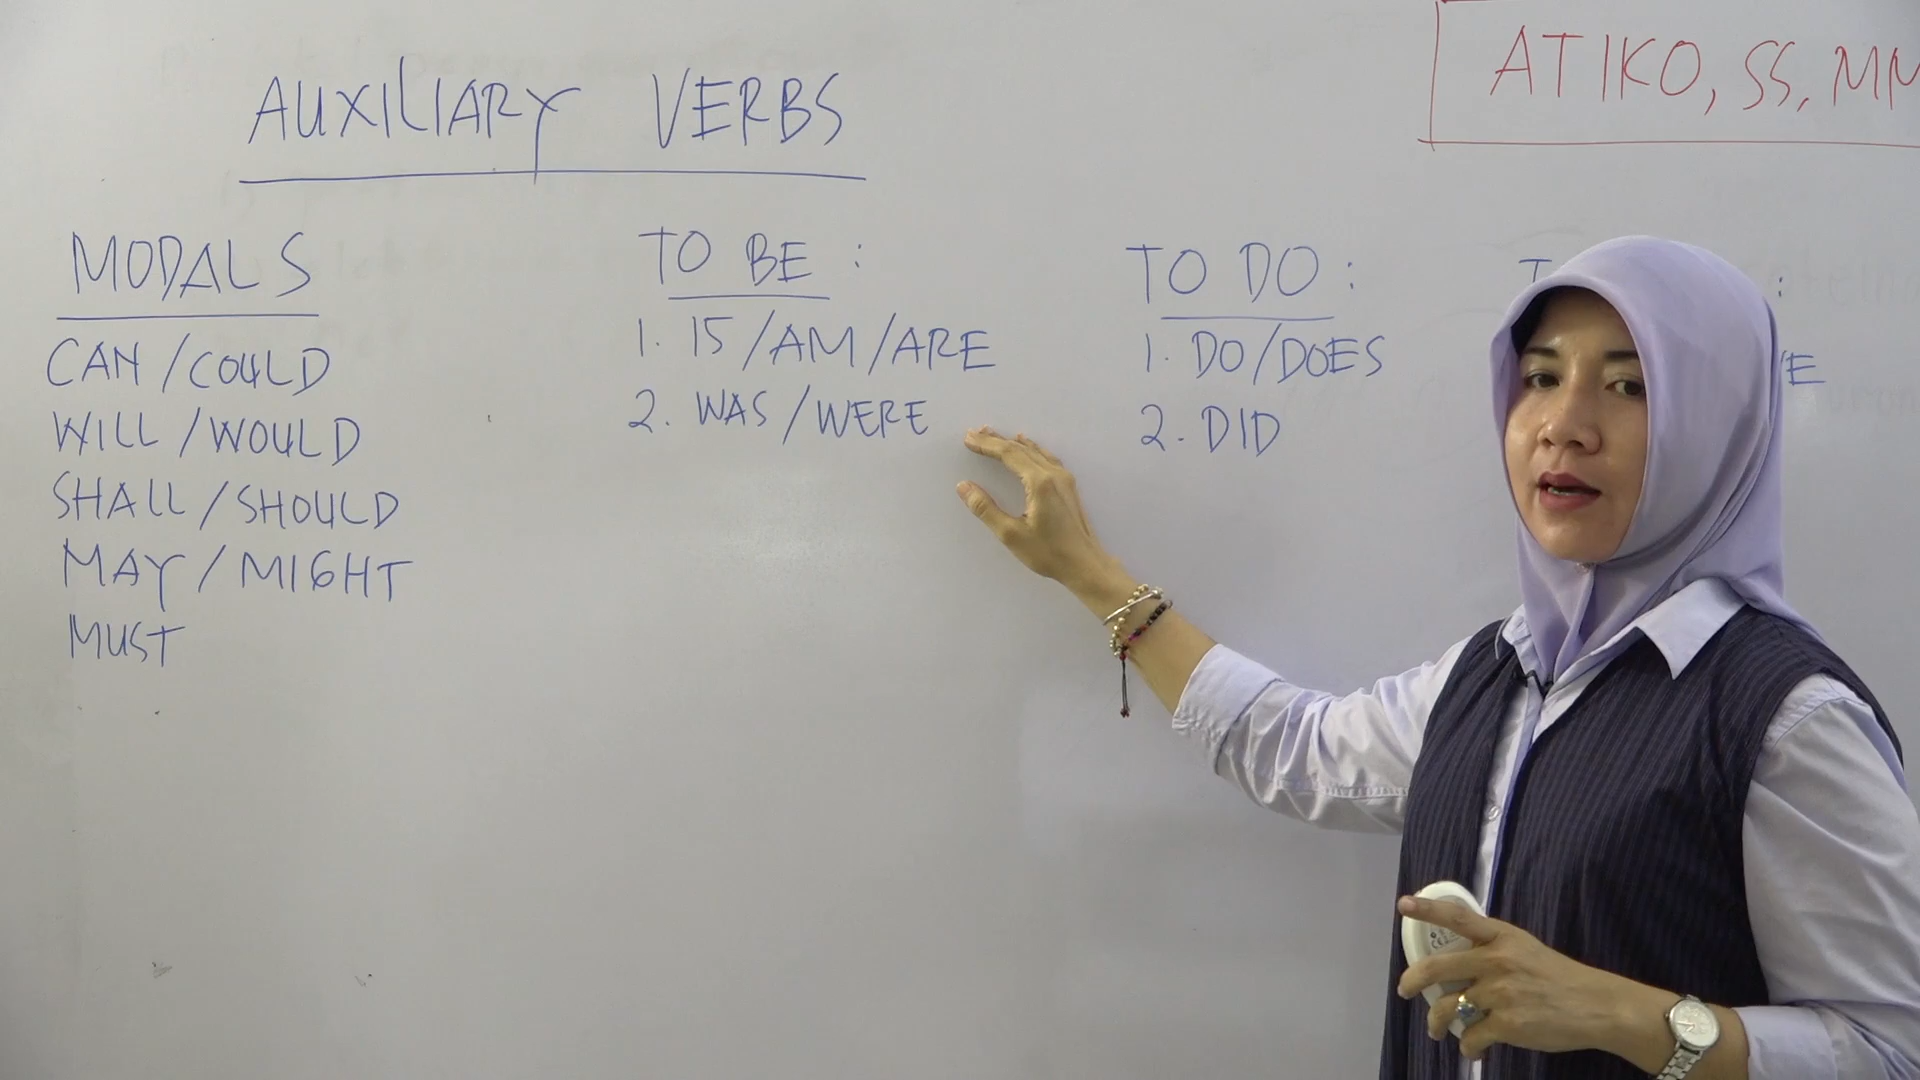 AUXILIARY VERBS
ATIKO, SS, MM
MODALS
CAN / COULD
WILL / WOULD
SHALL / SHOULD
MAY / MIGHT
MUST
TO BE :
1. IS / AM / ARE
2. WAS / WERE
TO DO :
1. DO / DOES
2. DID